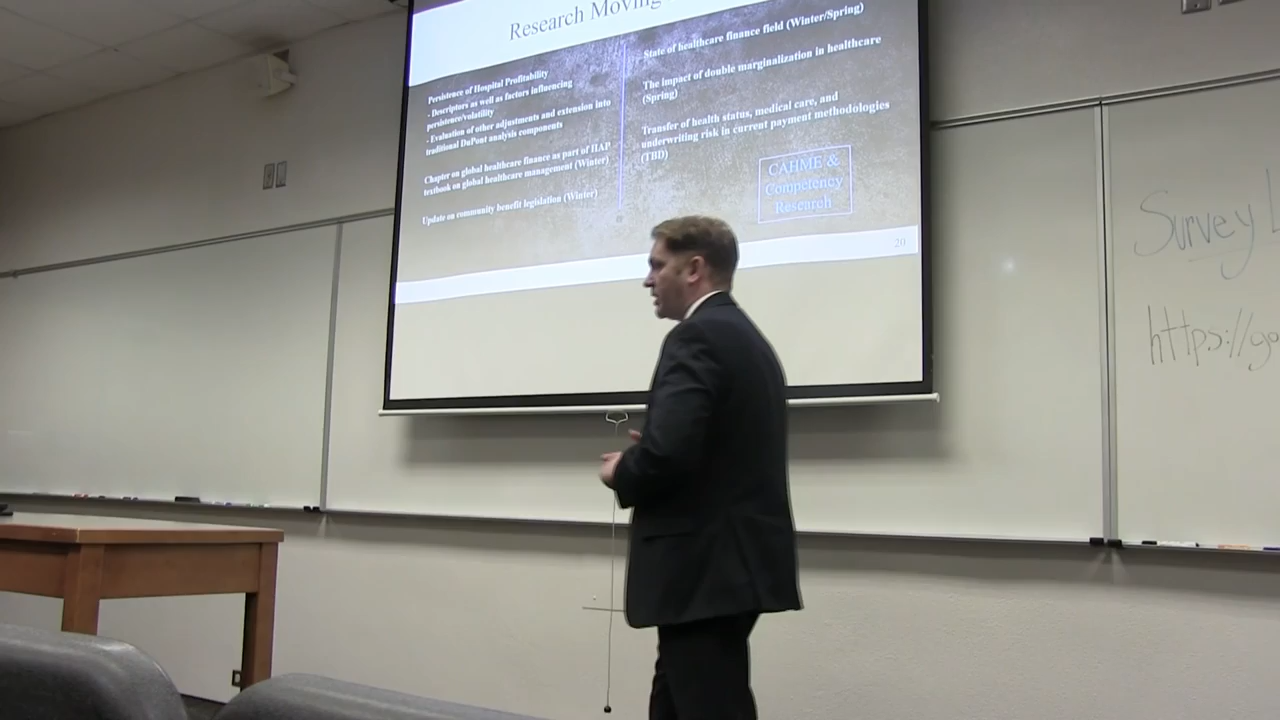 Research Moving
Persistence of Hospital Profitability
- Descriptors as well as factors influencing
persistence/volatility
- Evaluation of other adjustments and extension into
traditional DuPont analysis components
Chapter on global healthcare finance as part of HAP
textbook on global healthcare management (Winter)
Update on community benefit legislation (Winter)
State of healthcare finance field (Winter/Spring)
The impact of double marginalization in healthcare
(Spring)
Transfer of health status, medical care, and
underwriting risk in current payment methodologies
(TBD)
CAHME &
Competency
Research
20
Survey L
https://go